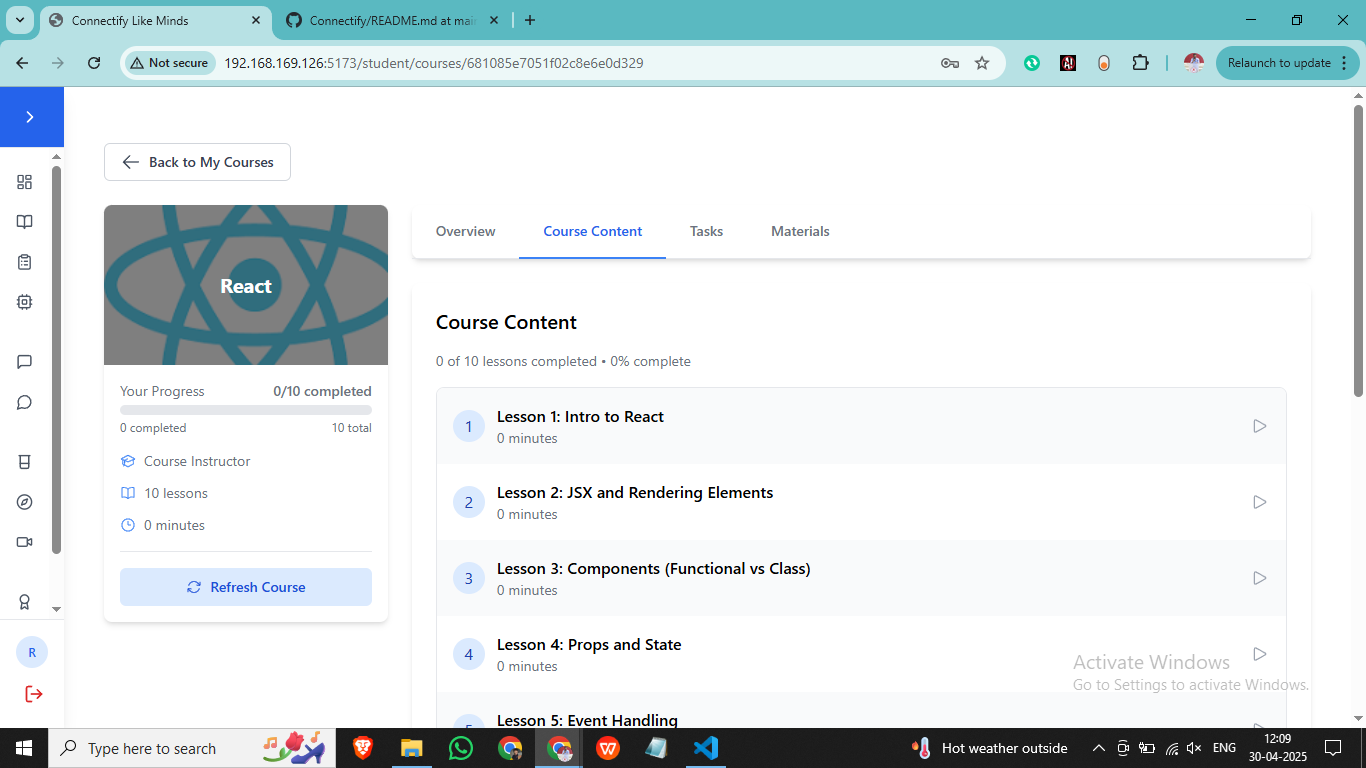 Connectify Like Minds
Connectify/README.md at mai
Not secure
192.168.169.126:5173/student/courses/681085e7051f02c8e6e0d329
Relaunch to update
Back to My Courses
React
Your Progress
0/10 completed
0 completed
10 total
Course Instructor
10 lessons
0 minutes
Refresh Course
R
Overview
Course Content
Tasks
Materials
Course Content
0 of 10 lessons completed • 0% complete
1
Lesson 1: Intro to React
0 minutes
2
Lesson 2: JSX and Rendering Elements
0 minutes
3
Lesson 3: Components (Functional vs Class)
0 minutes
4
Lesson 4: Props and State
0 minutes
5
Lesson 5: Event Handling
Activate Windows
Go to Settings to activate Windows.
Type here to search
Hot weather outside
ENG
12:09
30-04-2025